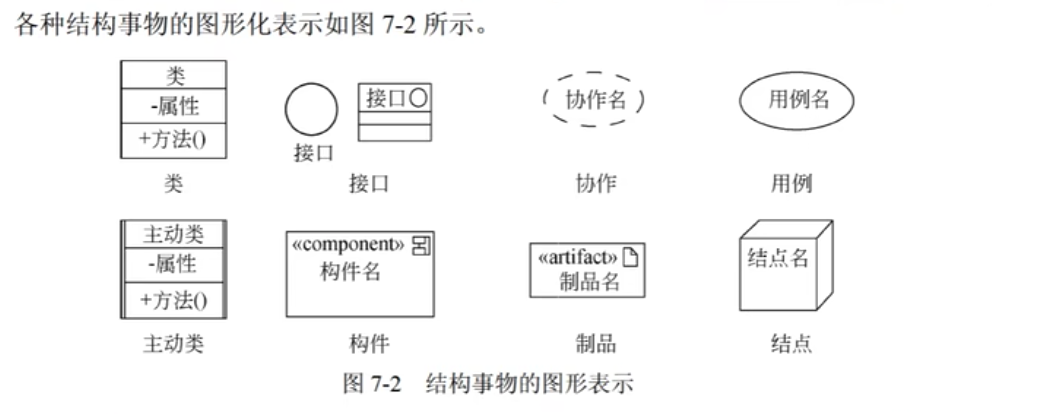 各种结构事物的图形化表示如图 7-2 所示。
类
-属性
+方法()
类
接口
接口
接口
协作名
协作
用例名
用例
主动类
-属性
+方法()
主动类
«component»
构件名
构件
«artifact»
制品名
制品
结点名
结点
图 7-2 结构事物的图形表示